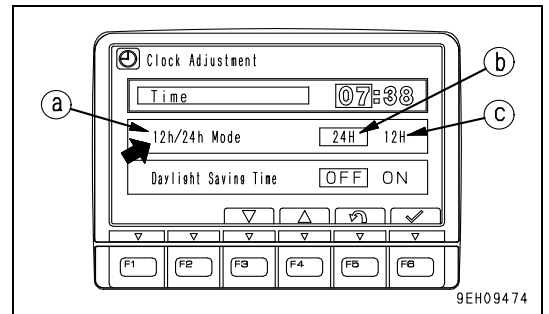 Clock Adjustment
Time 07:38
a b c
12h/24h Mode 24H 12H
Daylight Saving Time OFF ON
F1 F2 F3 F4 F5 F6
9EH09474